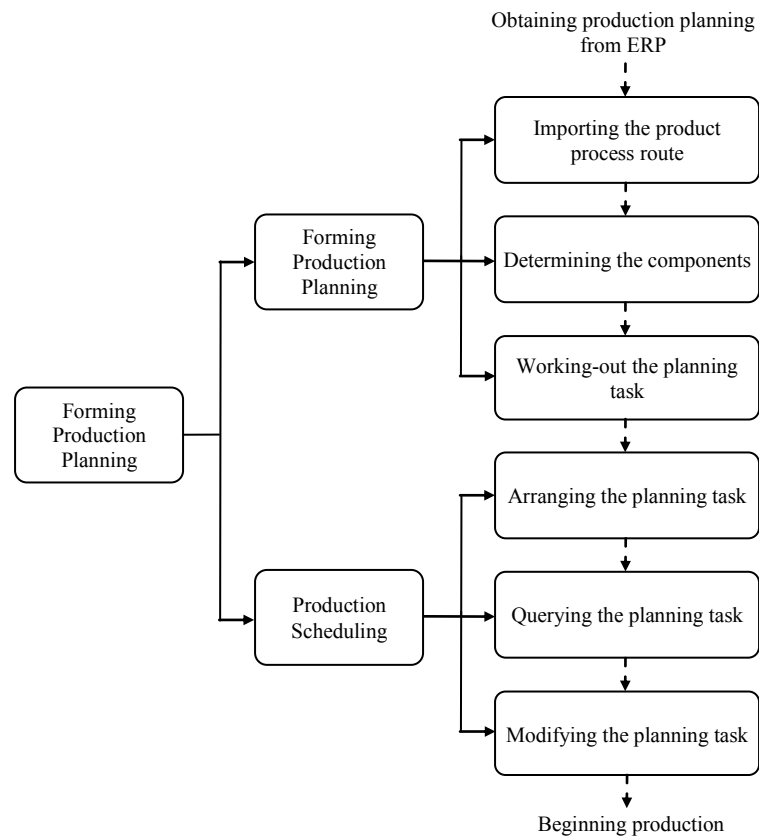 Obtaining production planning
from ERP
Importing the product
process route
Forming
Production
Planning
Determining the components
Working-out the planning
task
Forming
Production
Planning
Arranging the planning task
Production
Scheduling
Querying the planning task
Modifying the planning task
Beginning production